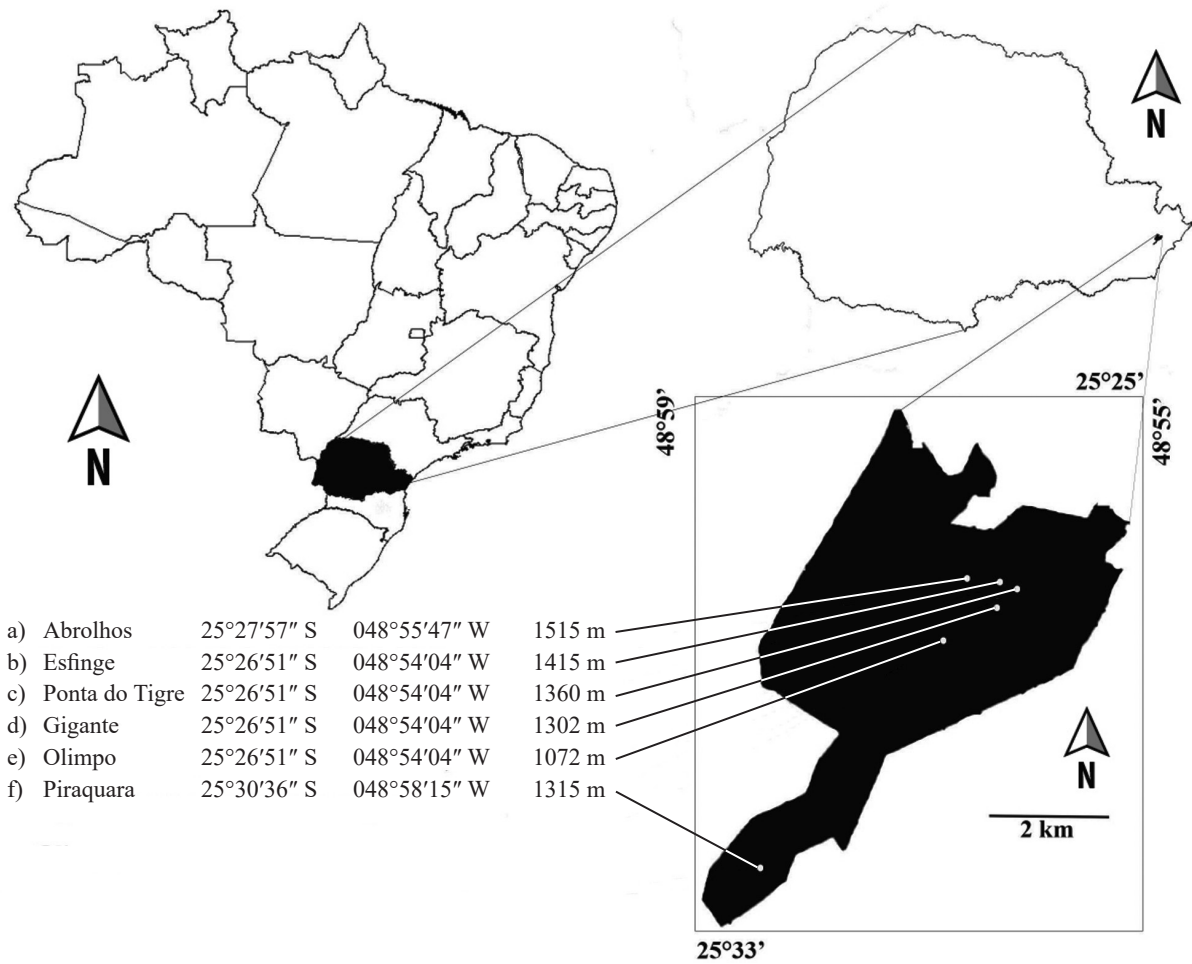 N
N
25°25’
48°59’
48°55’
a) Abrolhos 25°27′57″ S 048°55′47″ W 1515 m
b) Esfinge 25°26′51″ S 048°54′04″ W 1415 m
c) Ponta do Tigre 25°26′51″ S 048°54′04″ W 1360 m
d) Gigante 25°26′51″ S 048°54′04″ W 1302 m
e) Olimpo 25°26′51″ S 048°54′04″ W 1072 m
f) Piraquara 25°30′36″ S 048°58′15″ W 1315 m
N
2 km
25°33’